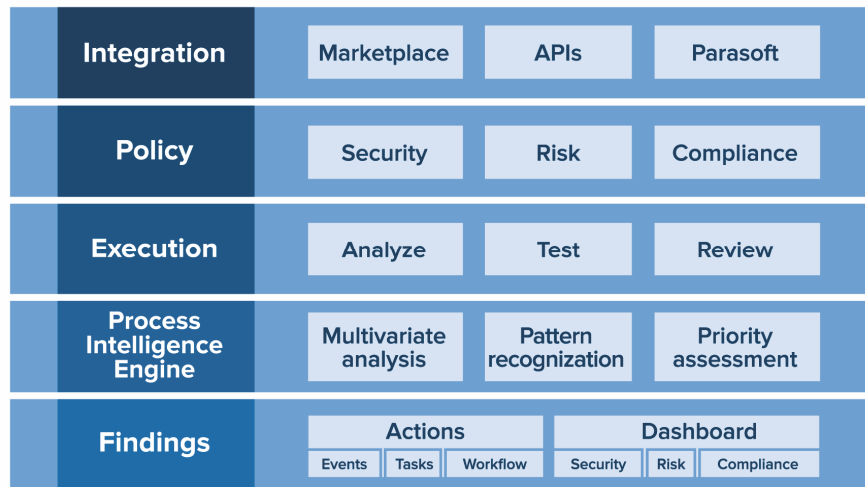 Integration
Marketplace
APIs
Parasoft
Policy
Security
Risk
Compliance
Execution
Analyze
Test
Review
Process
Intelligence
Engine
Multivariate
analysis
Pattern
recognization
Priority
assessment
Findings
Actions
Events
Tasks
Workflow
Dashboard
Security
Risk
Compliance